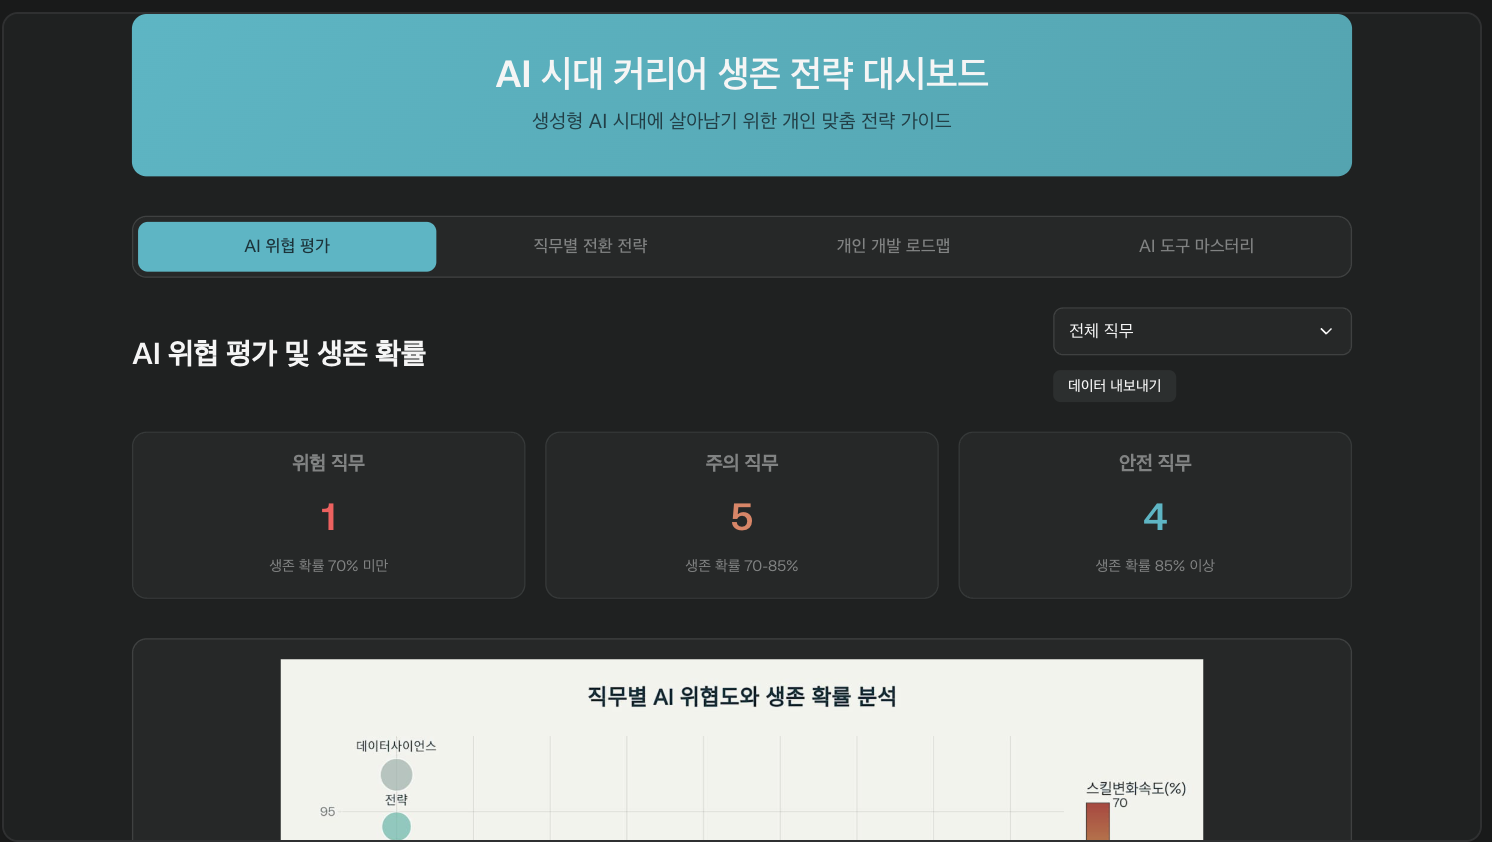 AI 시대 커리어 생존 전략 대시보드
생성형 AI 시대에 살아남기 위한 개인 맞춤 전략 가이드
AI 위협 평가
직무별 전환 전략
개인 개발 로드맵
AI 도구 마스터리
AI 위협 평가 및 생존 확률
전체 직무
데이터 내보내기
위험 직무
1
생존 확률 70% 미만
주의 직무
5
생존 확률 70-85%
안전 직무
4
생존 확률 85% 이상
직무별 AI 위협도와 생존 확률 분석
데이터사이언스
전략
95
스킬변화속도(%)
70